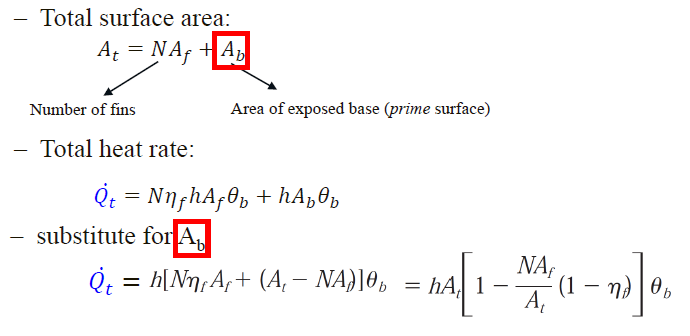 – Total surface area:
A_t = NA_f + A_b
Number of fins
Area of exposed base (prime surface)
– Total heat rate:
Q̇_t = Nη_f hA_f θ_b + hA_b θ_b
– substitute for A_b
Q̇_t = h[Nη_f A_f + (A_t − NA_f)]θ_b = hA_t[1 − NA_f/A_t (1 − η_f)]θ_b